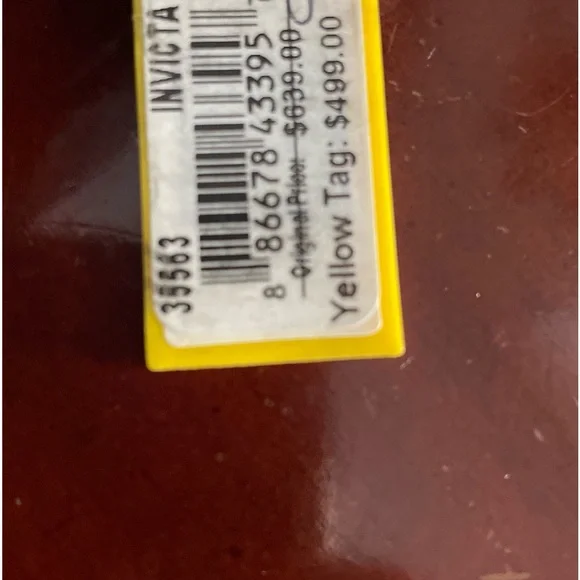 35563 INVICTA
8 86678 43395
Original Price: $639.00
Yellow Tag: $499.00